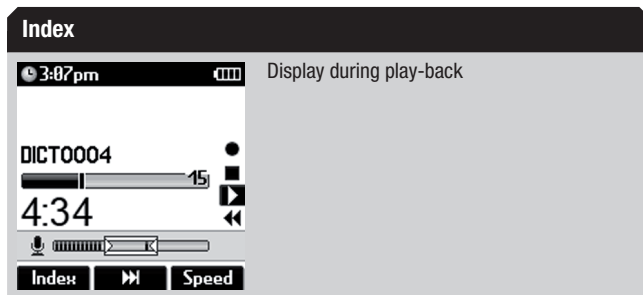 Index
3:07pm
Display during play-back
DICT0004
15
4:34
Index
Speed